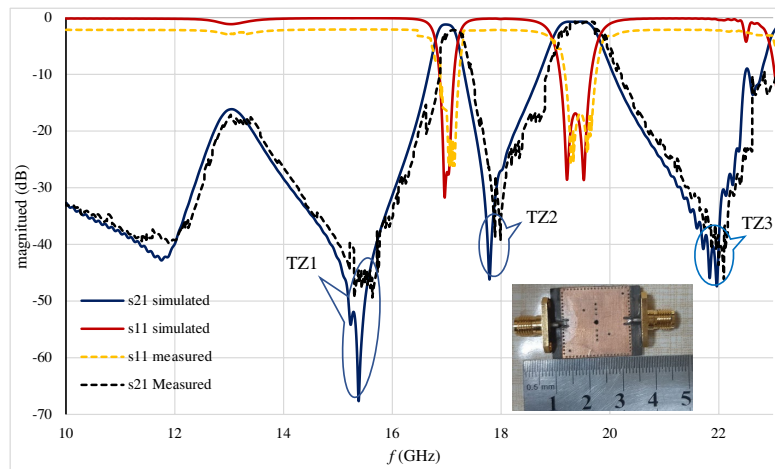 0
-10
-20
-30
-40
-50
-60
-70
magnitued (dB)
TZ1
TZ2
TZ3
s21 simulated
s11 simulated
s11 measured
s21 Measured
0.5 mm
1 2 3 4 5
10 12 14 16 18 20 22
f (GHz)